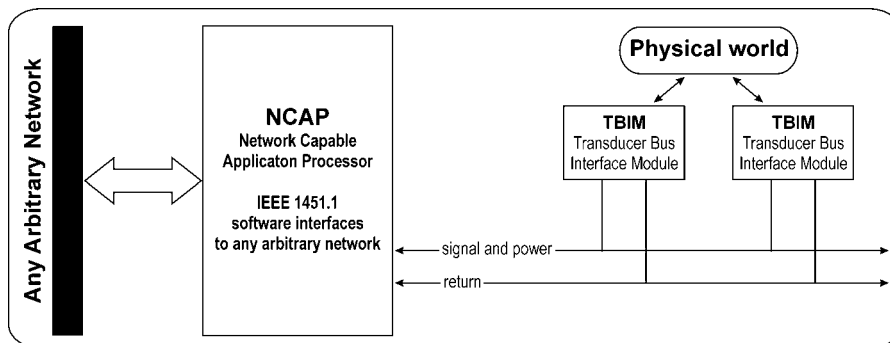 Any Arbitrary Network
NCAP
Network Capable
Applicaton Processor
IEEE 1451.1
software interfaces
to any arbitrary network
Physical world
TBIM
Transducer Bus
Interface Module
TBIM
Transducer Bus
Interface Module
signal and power
return